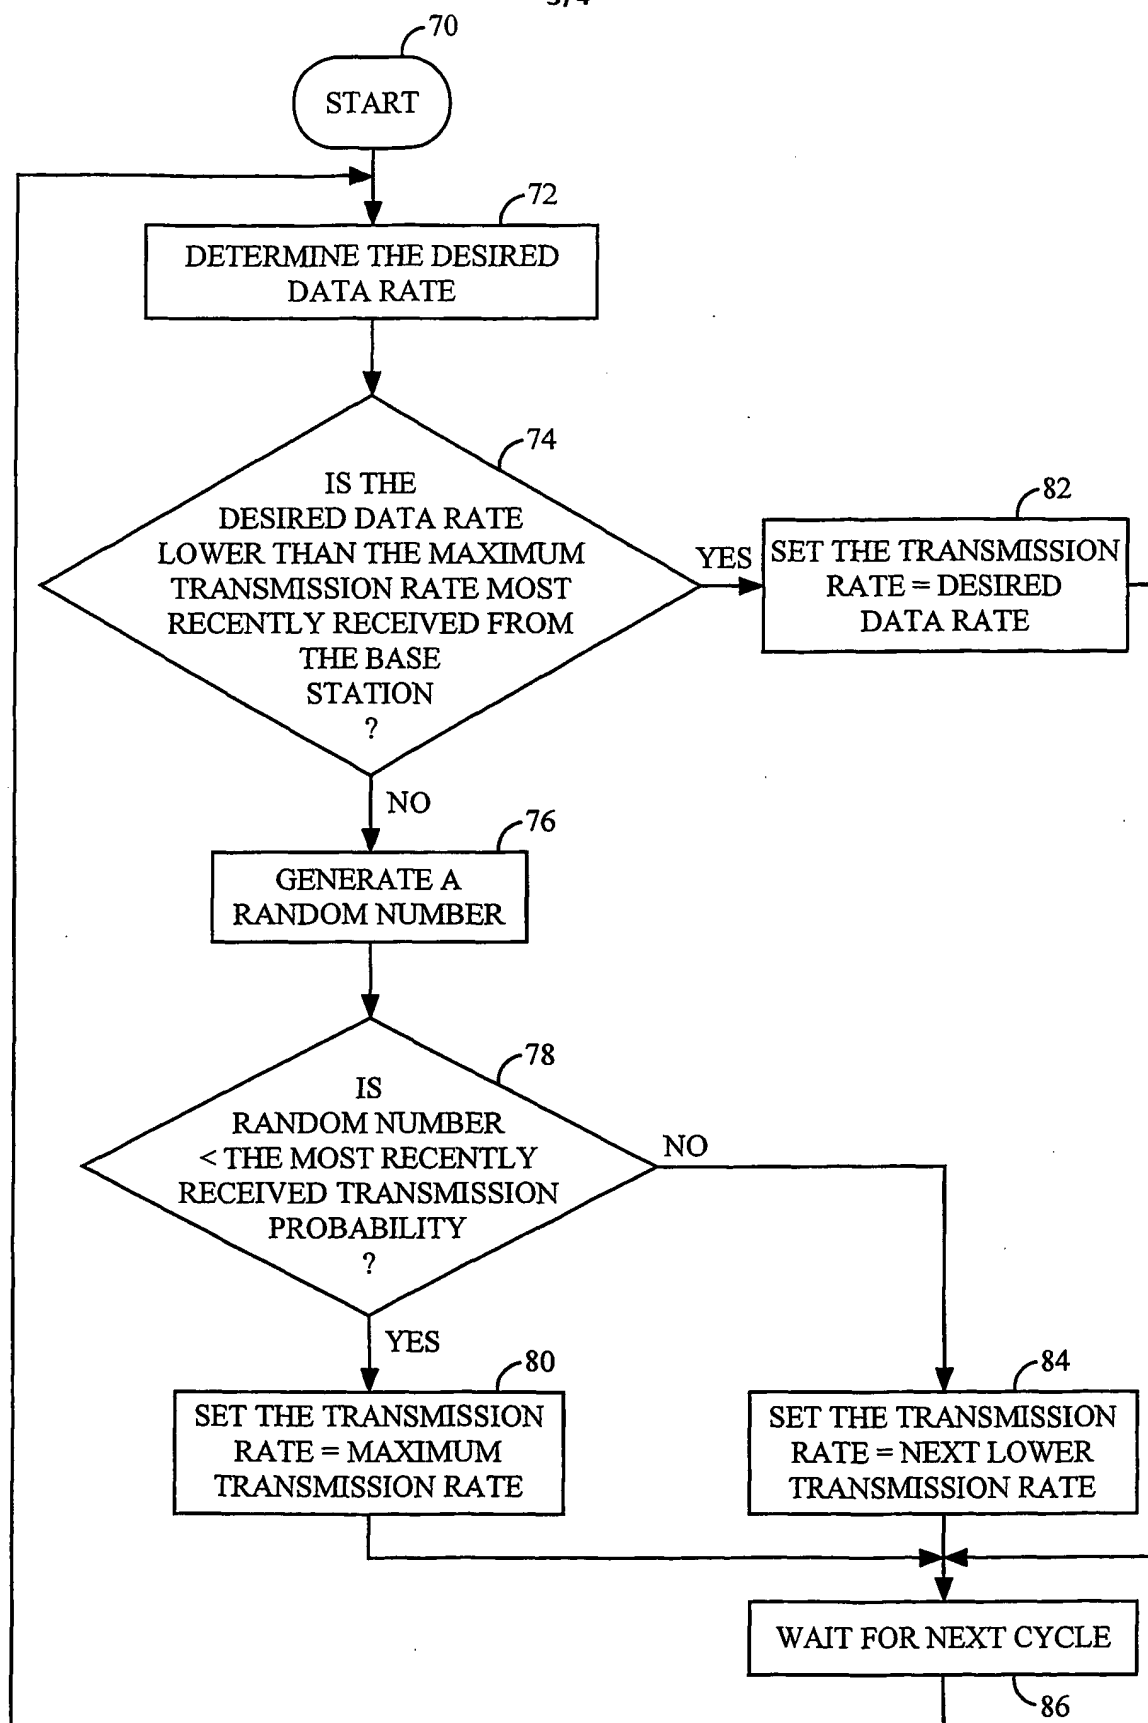 70
START
72
DETERMINE THE DESIRED
DATA RATE
74
IS THE
DESIRED DATA RATE
LOWER THAN THE MAXIMUM
TRANSMISSION RATE MOST
RECENTLY RECEIVED FROM
THE BASE
STATION
?
YES
82
SET THE TRANSMISSION
RATE = DESIRED
DATA RATE
NO
76
GENERATE A
RANDOM NUMBER
78
IS
RANDOM NUMBER
< THE MOST RECENTLY
RECEIVED TRANSMISSION
PROBABILITY
?
NO
YES
80
SET THE TRANSMISSION
RATE = MAXIMUM
TRANSMISSION RATE
84
SET THE TRANSMISSION
RATE = NEXT LOWER
TRANSMISSION RATE
WAIT FOR NEXT CYCLE
86